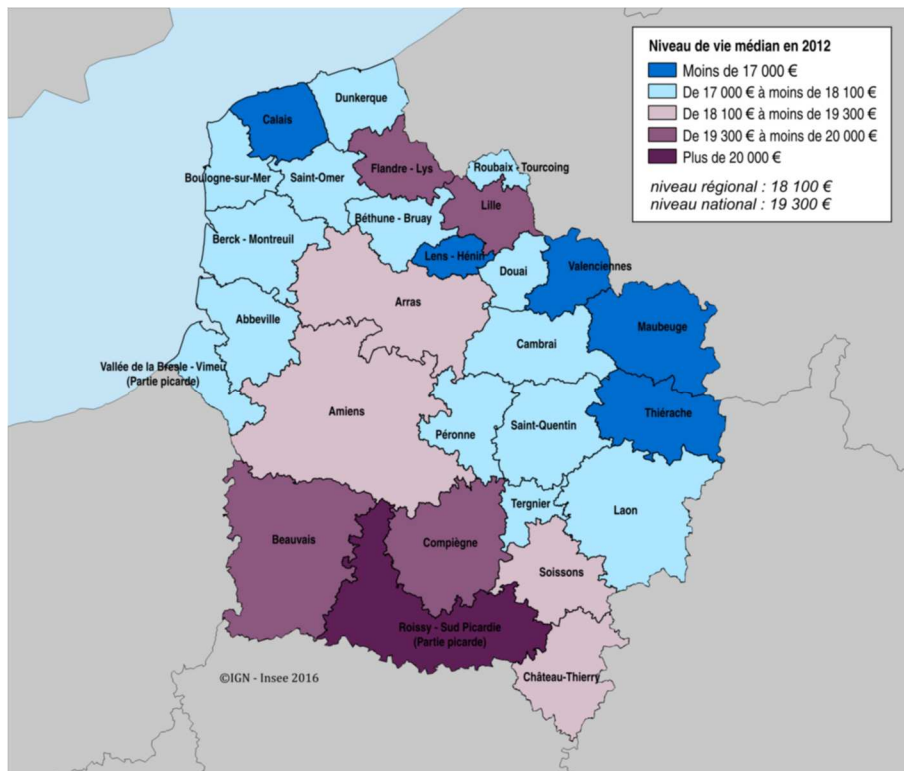 Niveau de vie médian en 2012
Moins de 17 000 €
De 17 000 € à moins de 18 100 €
De 18 100 € à moins de 19 300 €
De 19 300 € à moins de 20 000 €
Plus de 20 000 €
niveau régional : 18 100 €
niveau national : 19 300 €
Dunkerque
Calais
Flandre - Lys
Roubaix - Tourcoing
Boulogne-sur-Mer
Saint-Omer
Lille
Béthune - Bruay
Berck - Montreuil
Lens - Hénin
Douai
Valenciennes
Arras
Abbeville
Maubeuge
Cambrai
Vallée de la Bresle - Vimeu
(Partie picarde)
Amiens
Thiérache
Péronne
Saint-Quentin
Tergnier
Laon
Beauvais
Compiègne
Soissons
Roissy - Sud Picardie
(Partie picarde)
Château-Thierry
©IGN - Insee 2016